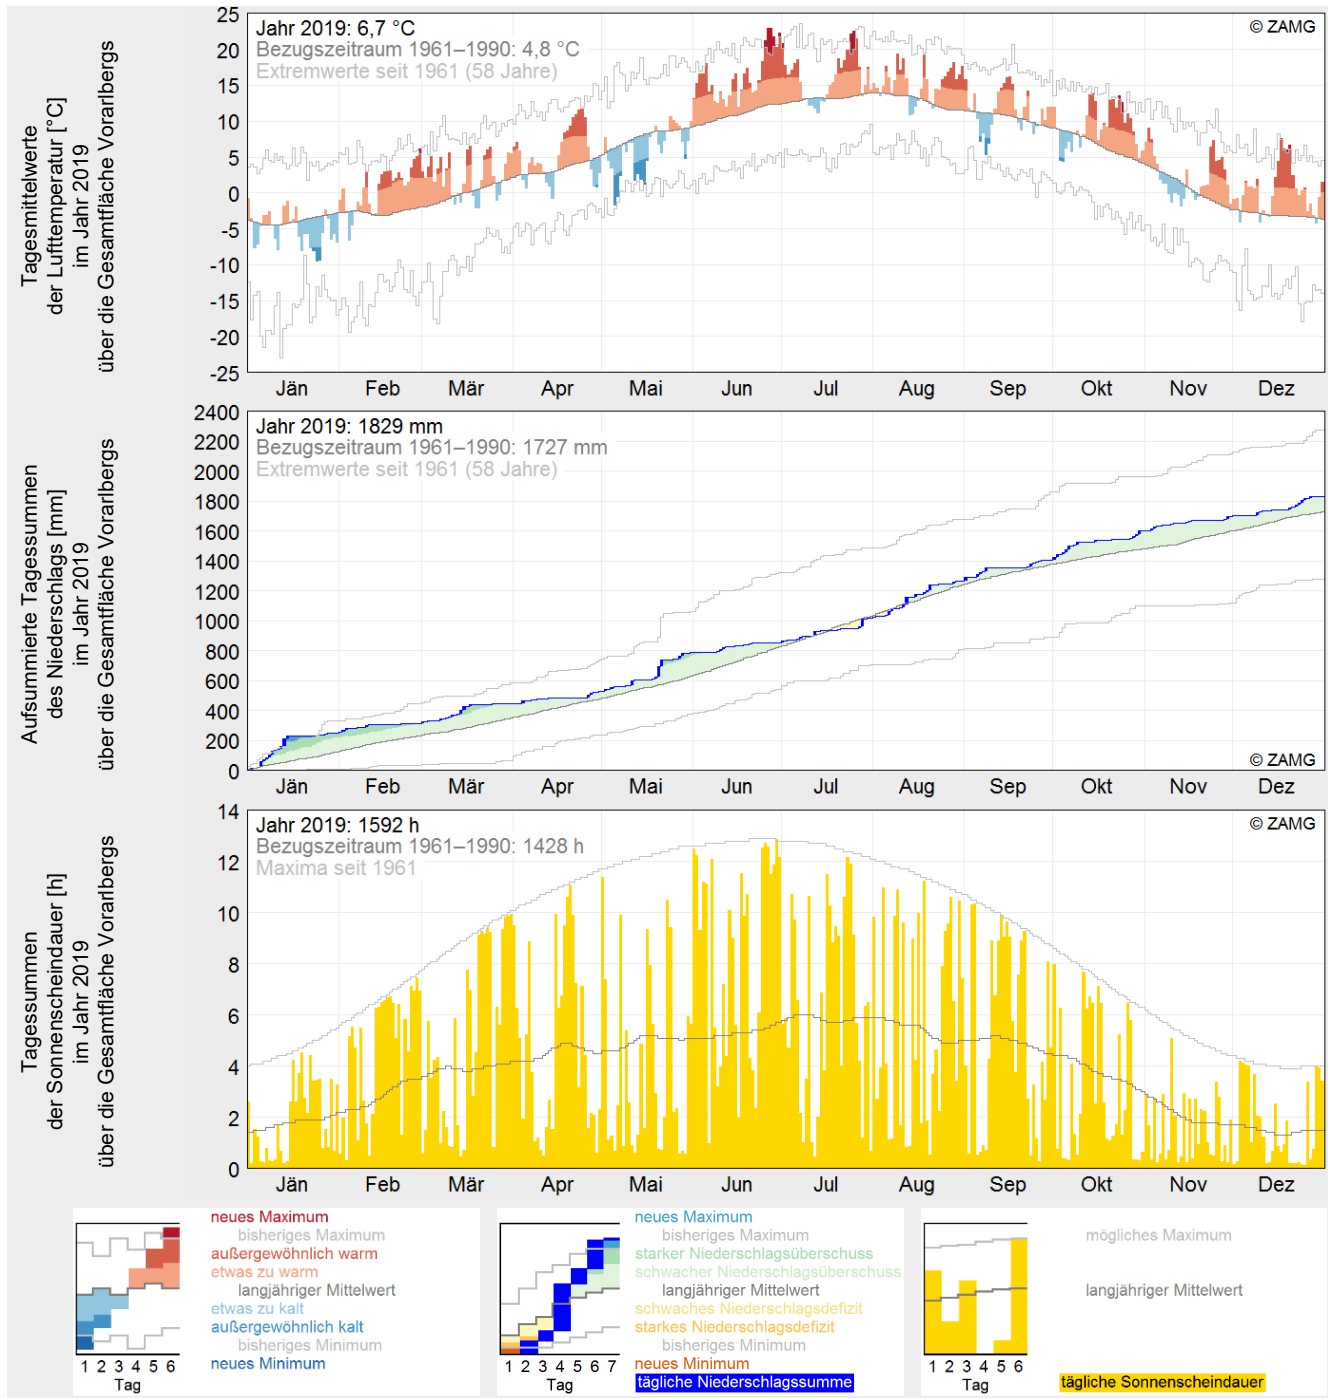 Tagesmittelwerte
der Lufttemperatur [°C]
im Jahr 2019
über die Gesamtfläche Vorarlbergs
25
20
15
10
5
0
-5
-10
-15
-20
-25
Jahr 2019: 6,7 °C
Bezugszeitraum 1961–1990: 4,8 °C
Extremwerte seit 1961 (58 Jahre)
© ZAMG
Jän Feb Mär Apr Mai Jun Jul Aug Sep Okt Nov Dez
Aufsummierte Tagessummen
des Niederschlags [mm]
im Jahr 2019
über die Gesamtfläche Vorarlbergs
2400
2200
2000
1800
1600
1400
1200
1000
800
600
400
200
0
Jahr 2019: 1829 mm
Bezugszeitraum 1961–1990: 1727 mm
Extremwerte seit 1961 (58 Jahre)
© ZAMG
Jän Feb Mär Apr Mai Jun Jul Aug Sep Okt Nov Dez
Tagessummen
der Sonnenscheindauer [h]
im Jahr 2019
über die Gesamtfläche Vorarlbergs
14
12
10
8
6
4
2
0
Jahr 2019: 1592 h
Bezugszeitraum 1961–1990: 1428 h
Maxima seit 1961
© ZAMG
Jän Feb Mär Apr Mai Jun Jul Aug Sep Okt Nov Dez
neues Maximum
bisheriges Maximum
außergewöhnlich warm
etwas zu warm
langjähriger Mittelwert
etwas zu kalt
außergewöhnlich kalt
bisheriges Minimum
neues Minimum
1 2 3 4 5 6
Tag
neues Maximum
bisheriges Maximum
starker Niederschlagsüberschuss
schwacher Niederschlagsüberschuss
langjähriger Mittelwert
schwaches Niederschlagsdefizit
starkes Niederschlagsdefizit
bisheriges Minimum
neues Minimum
tägliche Niederschlagssumme
1 2 3 4 5 6 7
Tag
mögliches Maximum
langjähriger Mittelwert
tägliche Sonnenscheindauer
1 2 3 4 5 6
Tag